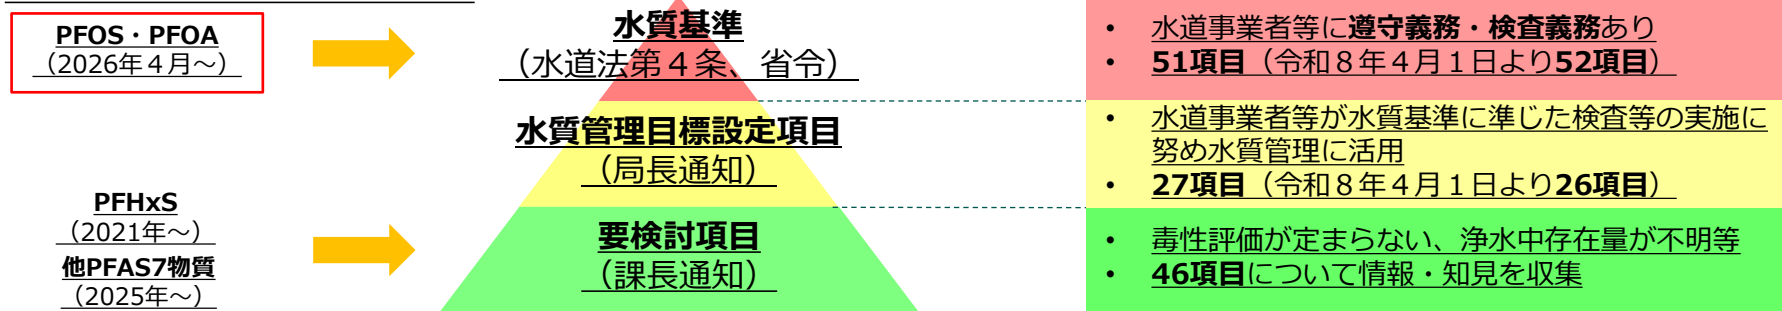 PFOS・PFOA
（2026年４月～）
水質基準
（水道法第４条、省令）
• 水道事業者等に遵守義務・検査義務あり
• 51項目（令和８年４月１日より52項目）
水質管理目標設定項目
（局長通知）
• 水道事業者等が水質基準に準じた検査等の実施に
努め水質管理に活用
• 27項目（令和８年４月１日より26項目）
PFHxS
（2021年～）
他PFAS7物質
（2025年～）
要検討項目
（課長通知）
• 毒性評価が定まらない、浄水中存在量が不明等
• 46項目について情報・知見を収集